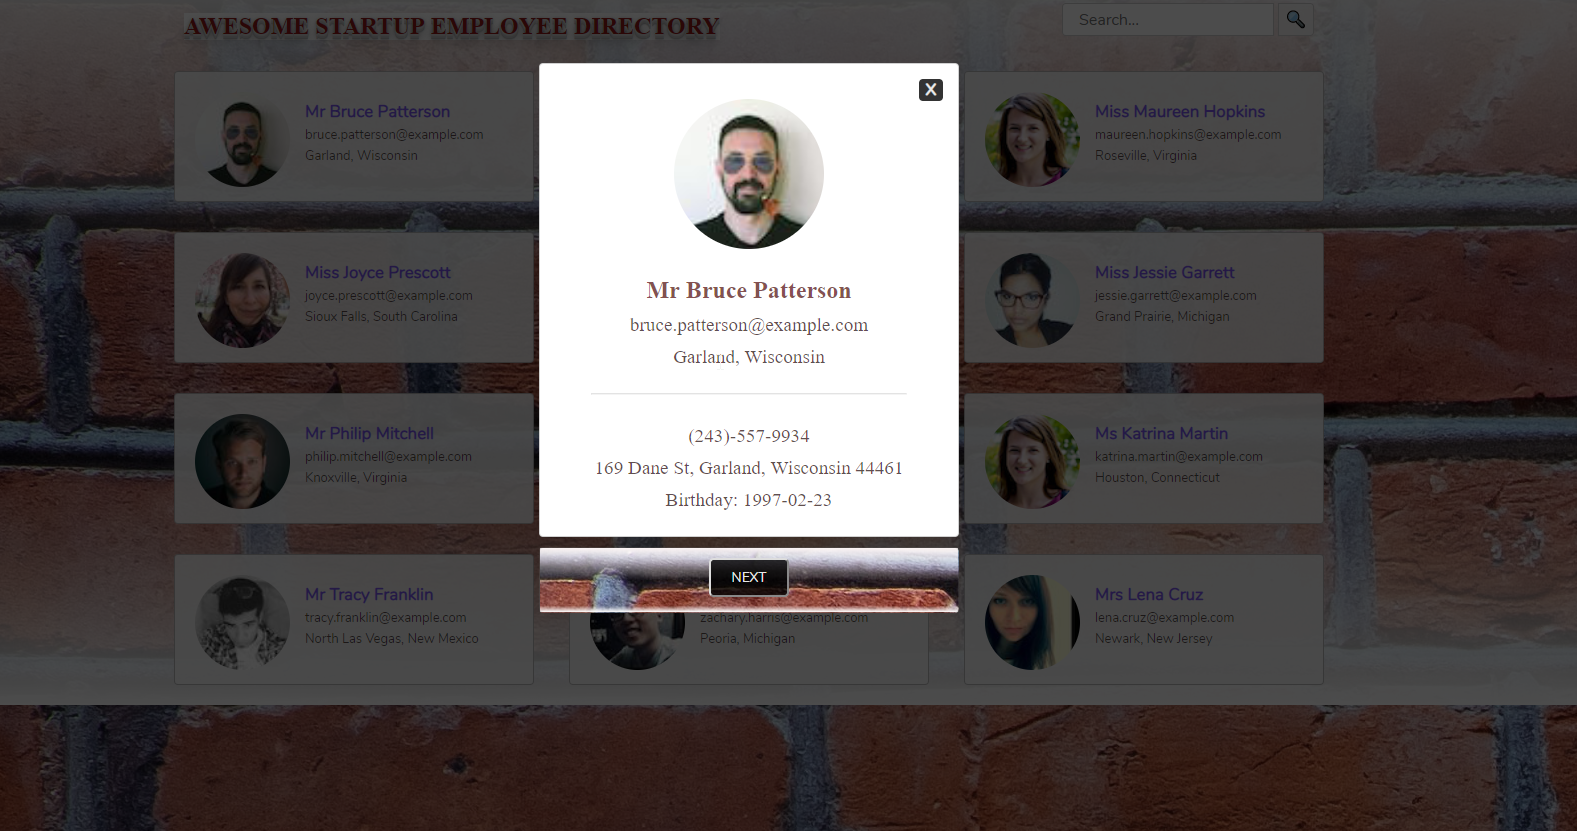 AWESOME STARTUP EMPLOYEE DIRECTORY
Search...
X
Mr Bruce Patterson
bruce.patterson@example.com
Garland, Wisconsin
(243)-557-9934
169 Dane St, Garland, Wisconsin 44461
Birthday: 1997-02-23
NEXT
Mr Bruce Patterson
bruce.patterson@example.com
Garland, Wisconsin
Miss Maureen Hopkins
maureen.hopkins@example.com
Roseville, Virginia
Miss Joyce Prescott
joyce.prescott@example.com
Sioux Falls, South Carolina
Miss Jessie Garrett
jessie.garrett@example.com
Grand Prairie, Michigan
Mr Philip Mitchell
philip.mitchell@example.com
Knoxville, Virginia
Ms Katrina Martin
katrina.martin@example.com
Houston, Connecticut
Mr Tracy Franklin
tracy.franklin@example.com
North Las Vegas, New Mexico
zachary.harris@example.com
Peoria, Michigan
Mrs Lena Cruz
lena.cruz@example.com
Newark, New Jersey